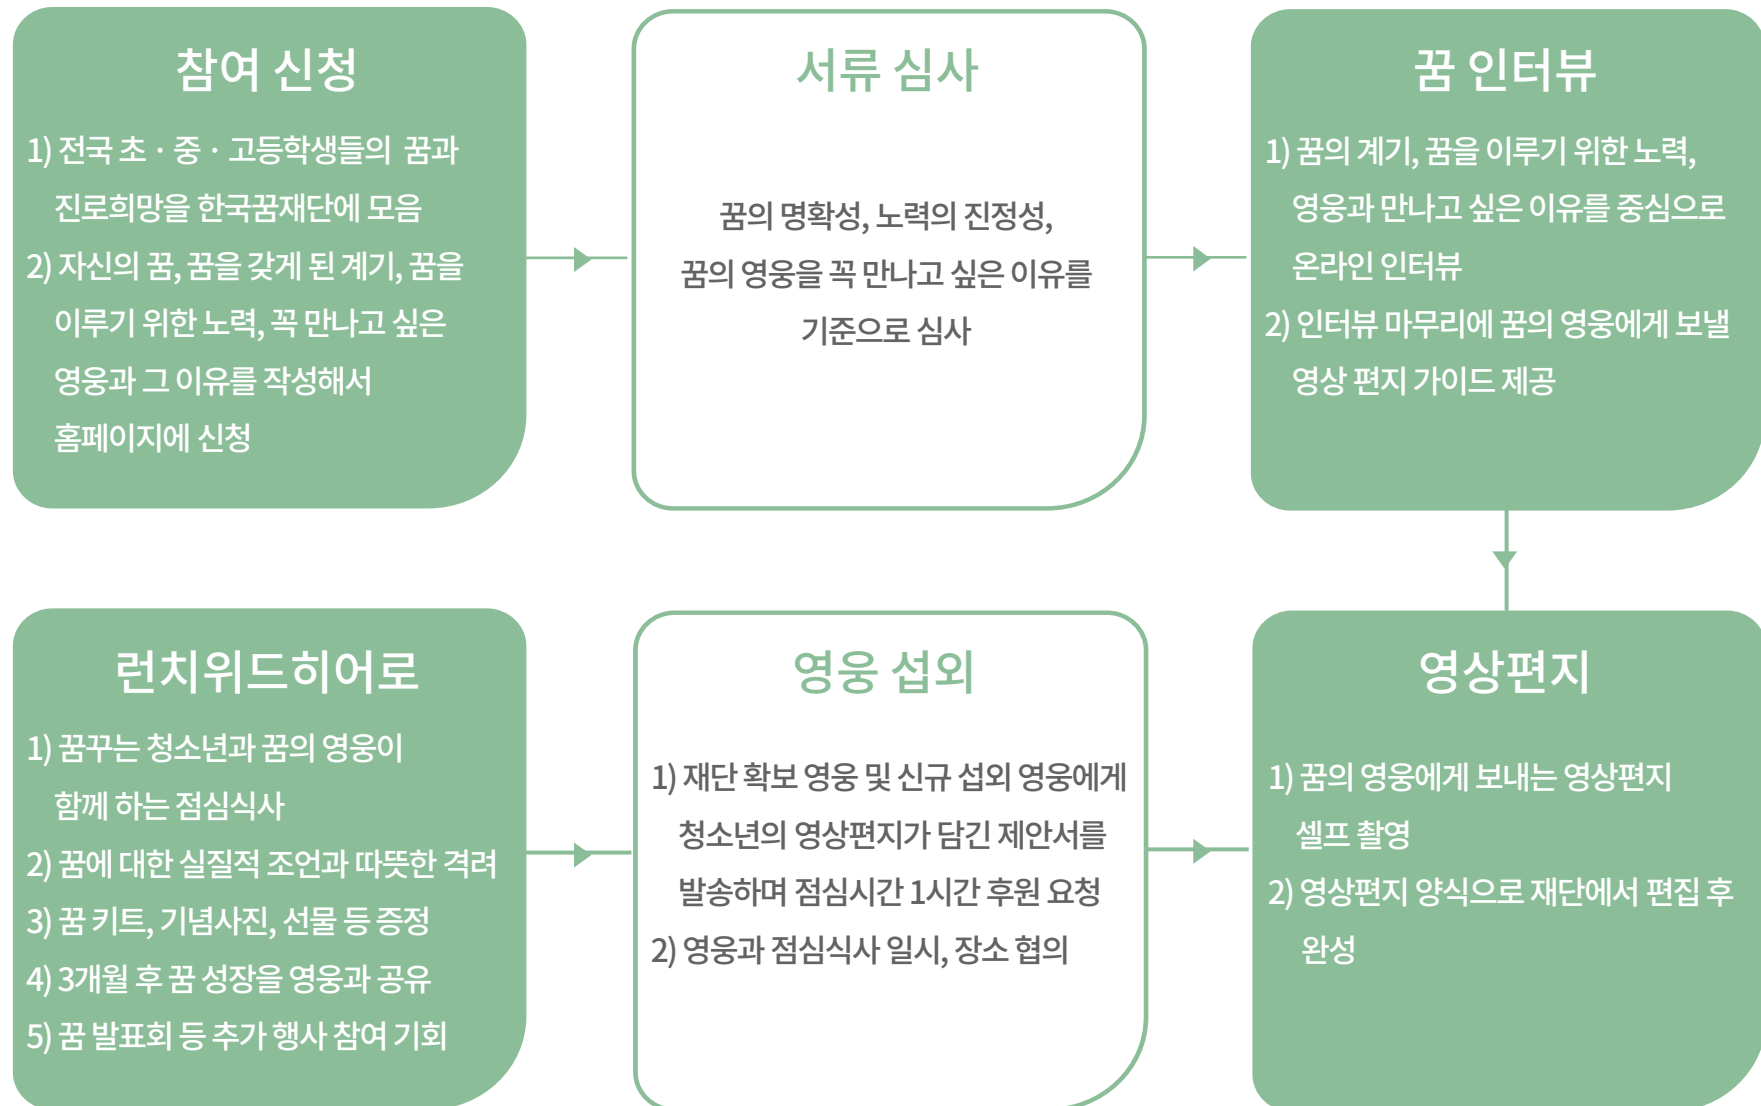 참여 신청
1) 전국 초 · 중 · 고등학생들의 꿈과
진로희망을 한국꿈재단에 모음
2) 자신의 꿈, 꿈을 갖게 된 계기, 꿈을
이루기 위한 노력, 꼭 만나고 싶은
영웅과 그 이유를 작성해서
홈페이지에 신청
서류 심사
꿈의 명확성, 노력의 진정성,
꿈의 영웅을 꼭 만나고 싶은 이유를
기준으로 심사
꿈 인터뷰
1) 꿈의 계기, 꿈을 이루기 위한 노력,
영웅과 만나고 싶은 이유를 중심으로
온라인 인터뷰
2) 인터뷰 마무리에 꿈의 영웅에게 보낼
영상 편지 가이드 제공
런치위드히어로
1) 꿈꾸는 청소년과 꿈의 영웅이
함께 하는 점심식사
2) 꿈에 대한 실질적 조언과 따뜻한 격려
3) 꿈 키트, 기념사진, 선물 등 증정
4) 3개월 후 꿈 성장을 영웅과 공유
5) 꿈 발표회 등 추가 행사 참여 기회
영웅 섭외
1) 재단 확보 영웅 및 신규 섭외 영웅에게
청소년의 영상편지가 담긴 제안서를
발송하며 점심시간 1시간 후원 요청
2) 영웅과 점심식사 일시, 장소 협의
영상편지
1) 꿈의 영웅에게 보내는 영상편지
셀프 촬영
2) 영상편지 양식으로 재단에서 편집 후
완성